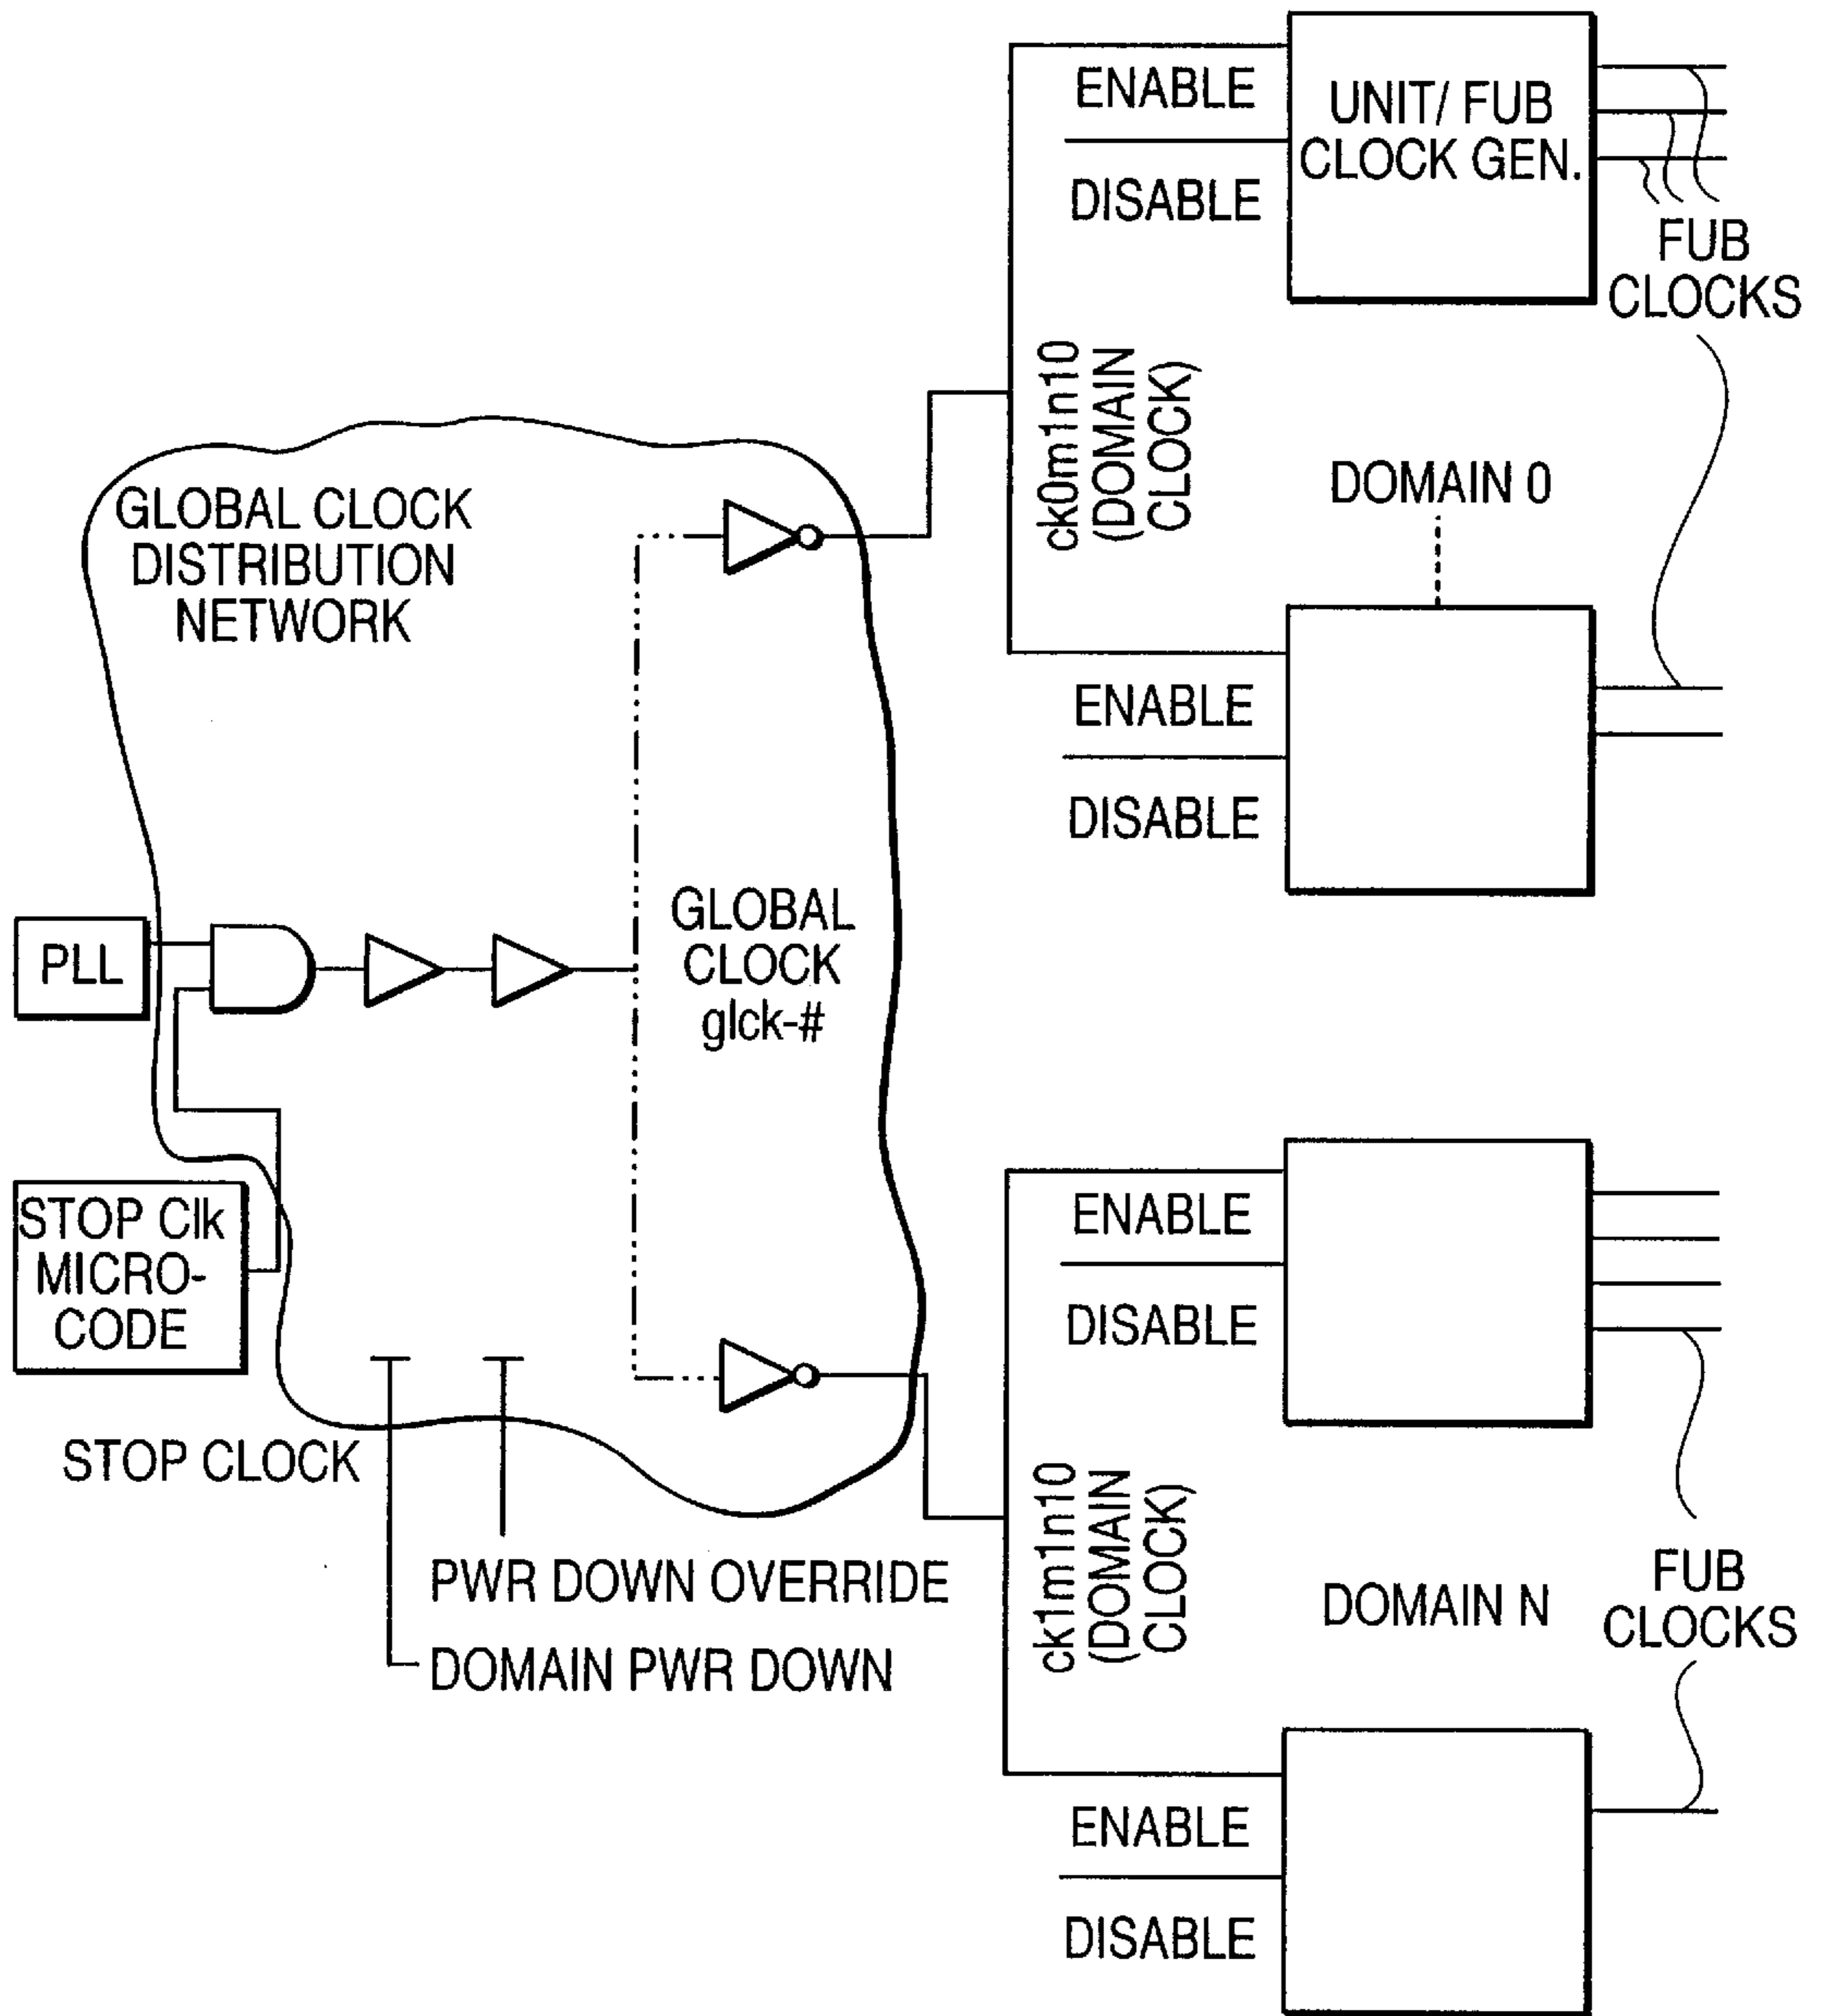 ENABLE
DISABLE
UNIT/ FUB
CLOCK GEN.
FUB
CLOCKS
ck0m1n10
(DOMAIN
CLOCK)
DOMAIN 0
ENABLE
DISABLE
GLOBAL CLOCK
DISTRIBUTION
NETWORK
PLL
GLOBAL
CLOCK
glck-#
STOP Clk
MICRO-
CODE
STOP CLOCK
PWR DOWN OVERRIDE
DOMAIN PWR DOWN
ENABLE
DISABLE
ck1m1n10
(DOMAIN
CLOCK)
DOMAIN N
FUB
CLOCKS
ENABLE
DISABLE